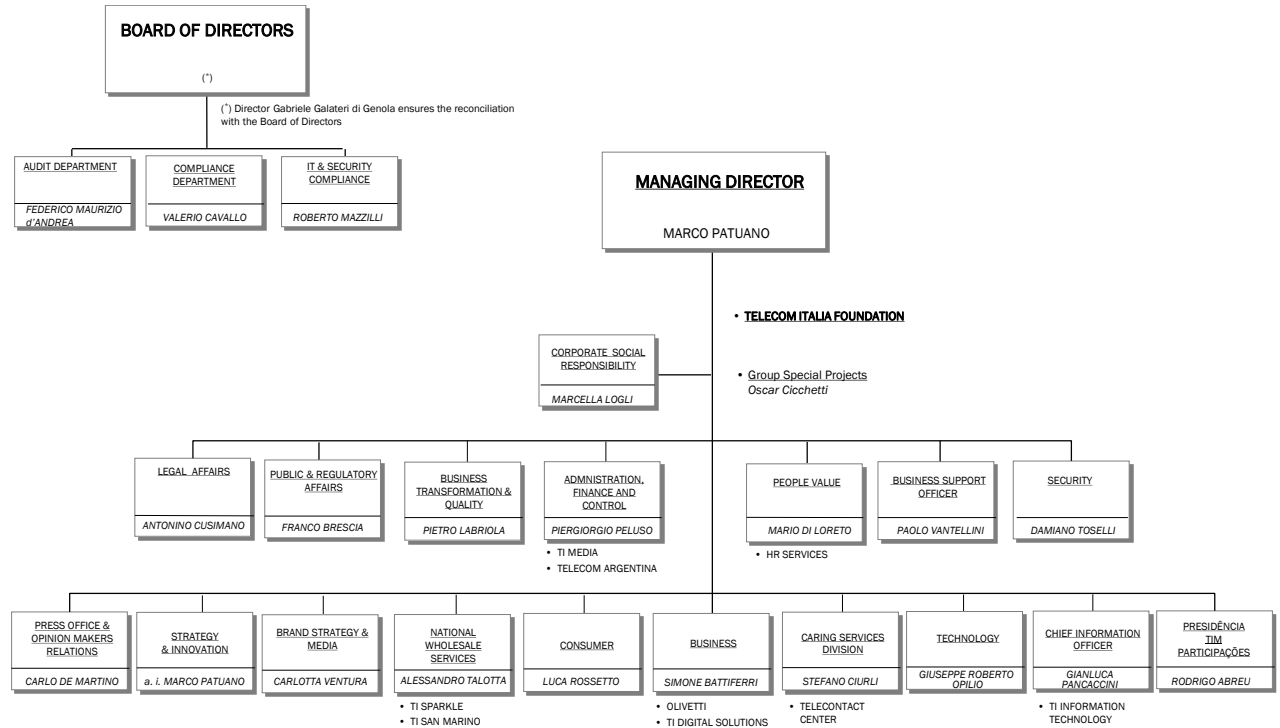 BOARD OF DIRECTORS
(*)
(*) Director Gabriele Galateri di Genola ensures the reconciliation
with the Board of Directors
AUDIT DEPARTMENT
FEDERICO MAURIZIO
d'ANDREA
COMPLIANCE
DEPARTMENT
VALERIO CAVALLO
IT & SECURITY
COMPLIANCE
ROBERTO MAZZILLI
MANAGING DIRECTOR
MARCO PATUANO
• TELECOM ITALIA FOUNDATION
CORPORATE SOCIAL
RESPONSIBILITY
MARCELLA LOGLI
• Group Special Projects
Oscar Cicchetti
LEGAL AFFAIRS
ANTONINO CUSIMANO
PUBLIC & REGULATORY
AFFAIRS
FRANCO BRESCIA
BUSINESS
TRANSFORMATION &
QUALITY
PIETRO LABRIOLA
ADMNISTRATION,
FINANCE AND
CONTROL
PIERGIORGIO PELUSO
• TI MEDIA
• TELECOM ARGENTINA
PEOPLE VALUE
MARIO DI LORETO
• HR SERVICES
BUSINESS SUPPORT
OFFICER
PAOLO VANTELLINI
SECURITY
DAMIANO TOSELLI
PRESS OFFICE &
OPINION MAKERS
RELATIONS
CARLO DE MARTINO
STRATEGY
& INNOVATION
a. i. MARCO PATUANO
BRAND STRATEGY &
MEDIA
CARLOTTA VENTURA
NATIONAL
WHOLESALE
SERVICES
ALESSANDRO TALOTTA
• TI SPARKLE
• TI SAN MARINO
CONSUMER
LUCA ROSSETTO
BUSINESS
SIMONE BATTIFERRI
• OLIVETTI
• TI DIGITAL SOLUTIONS
CARING SERVICES
DIVISION
STEFANO CIURLI
• TELECONTACT
CENTER
TECHNOLOGY
GIUSEPPE ROBERTO
OPILIO
CHIEF INFORMATION
OFFICER
GIANLUCA
PANCACCINI
• TI INFORMATION
TECHNOLOGY
PRESIDÊNCIA
TIM
PARTICIPAÇÕES
RODRIGO ABREU